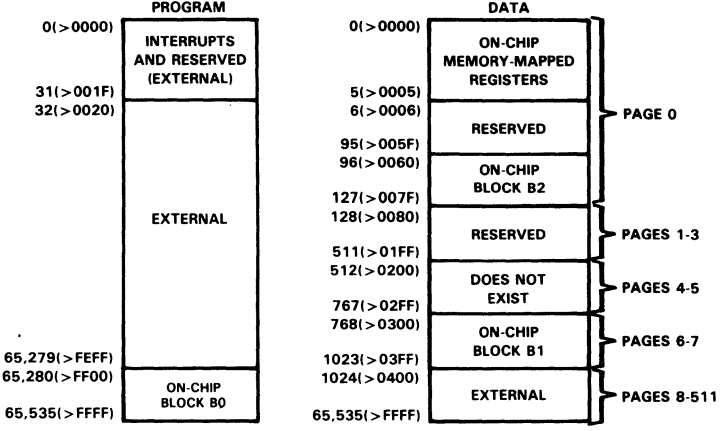 PROGRAM
0(>0000)
INTERRUPTS
AND RESERVED
(EXTERNAL)
31(>001F)
32(>0020)
EXTERNAL
65,279(>FEFF)
65,280(>FF00)
ON-CHIP
BLOCK B0
65,535(>FFFF)
DATA
0(>0000)
ON-CHIP
MEMORY-MAPPED
REGISTERS
5(>0005)
6(>0006)
RESERVED
95(>005F)
96(>0060)
ON-CHIP
BLOCK B2
127(>007F)
PAGE 0
128(>0080)
RESERVED
511(>01FF)
PAGES 1-3
512(>0200)
DOES NOT
EXIST
767(>02FF)
PAGES 4-5
768(>0300)
ON-CHIP
BLOCK B1
1023(>03FF)
PAGES 6-7
1024(>0400)
EXTERNAL
65,535(>FFFF)
PAGES 8-511